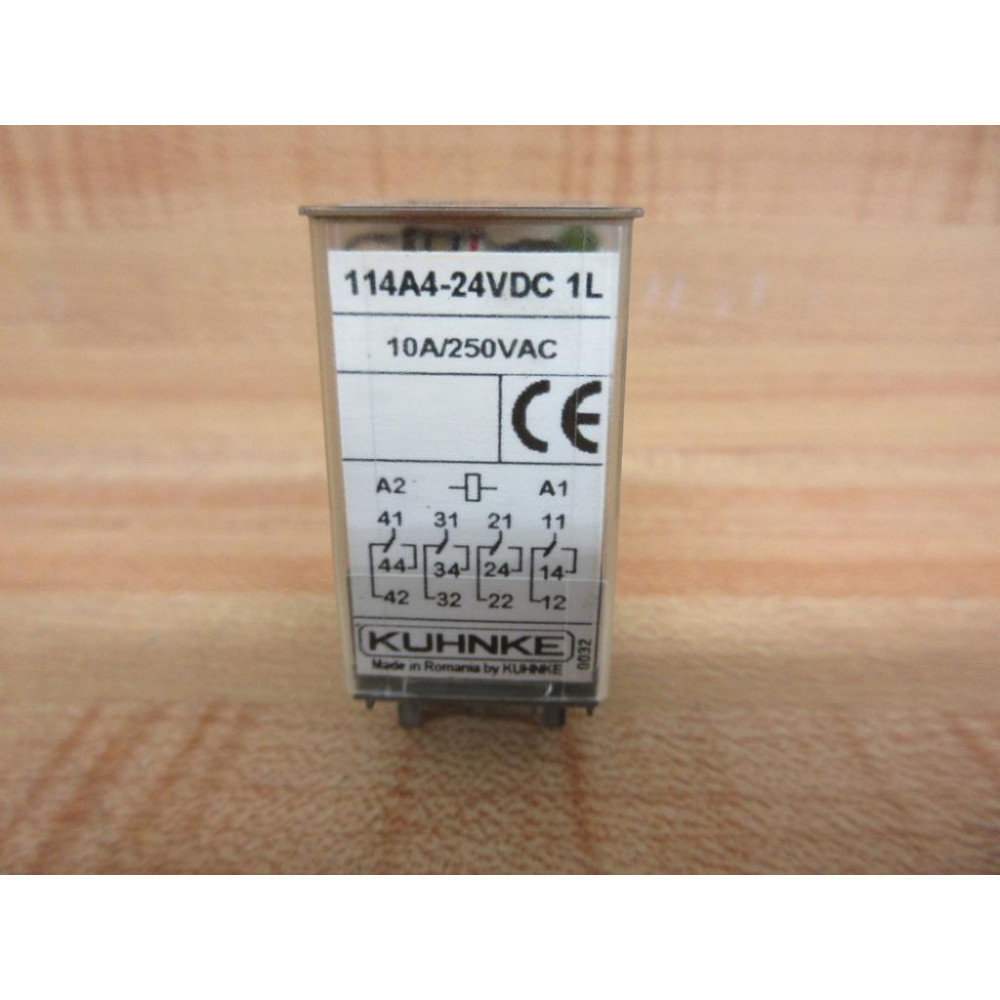 114A4-24VDC 1L
10A/250VAC
CE
A2 A1
41 31 21 11
44 34 24 14
42 32 22 12
KUHNKE
0032
Made in Romania by KUHNKE